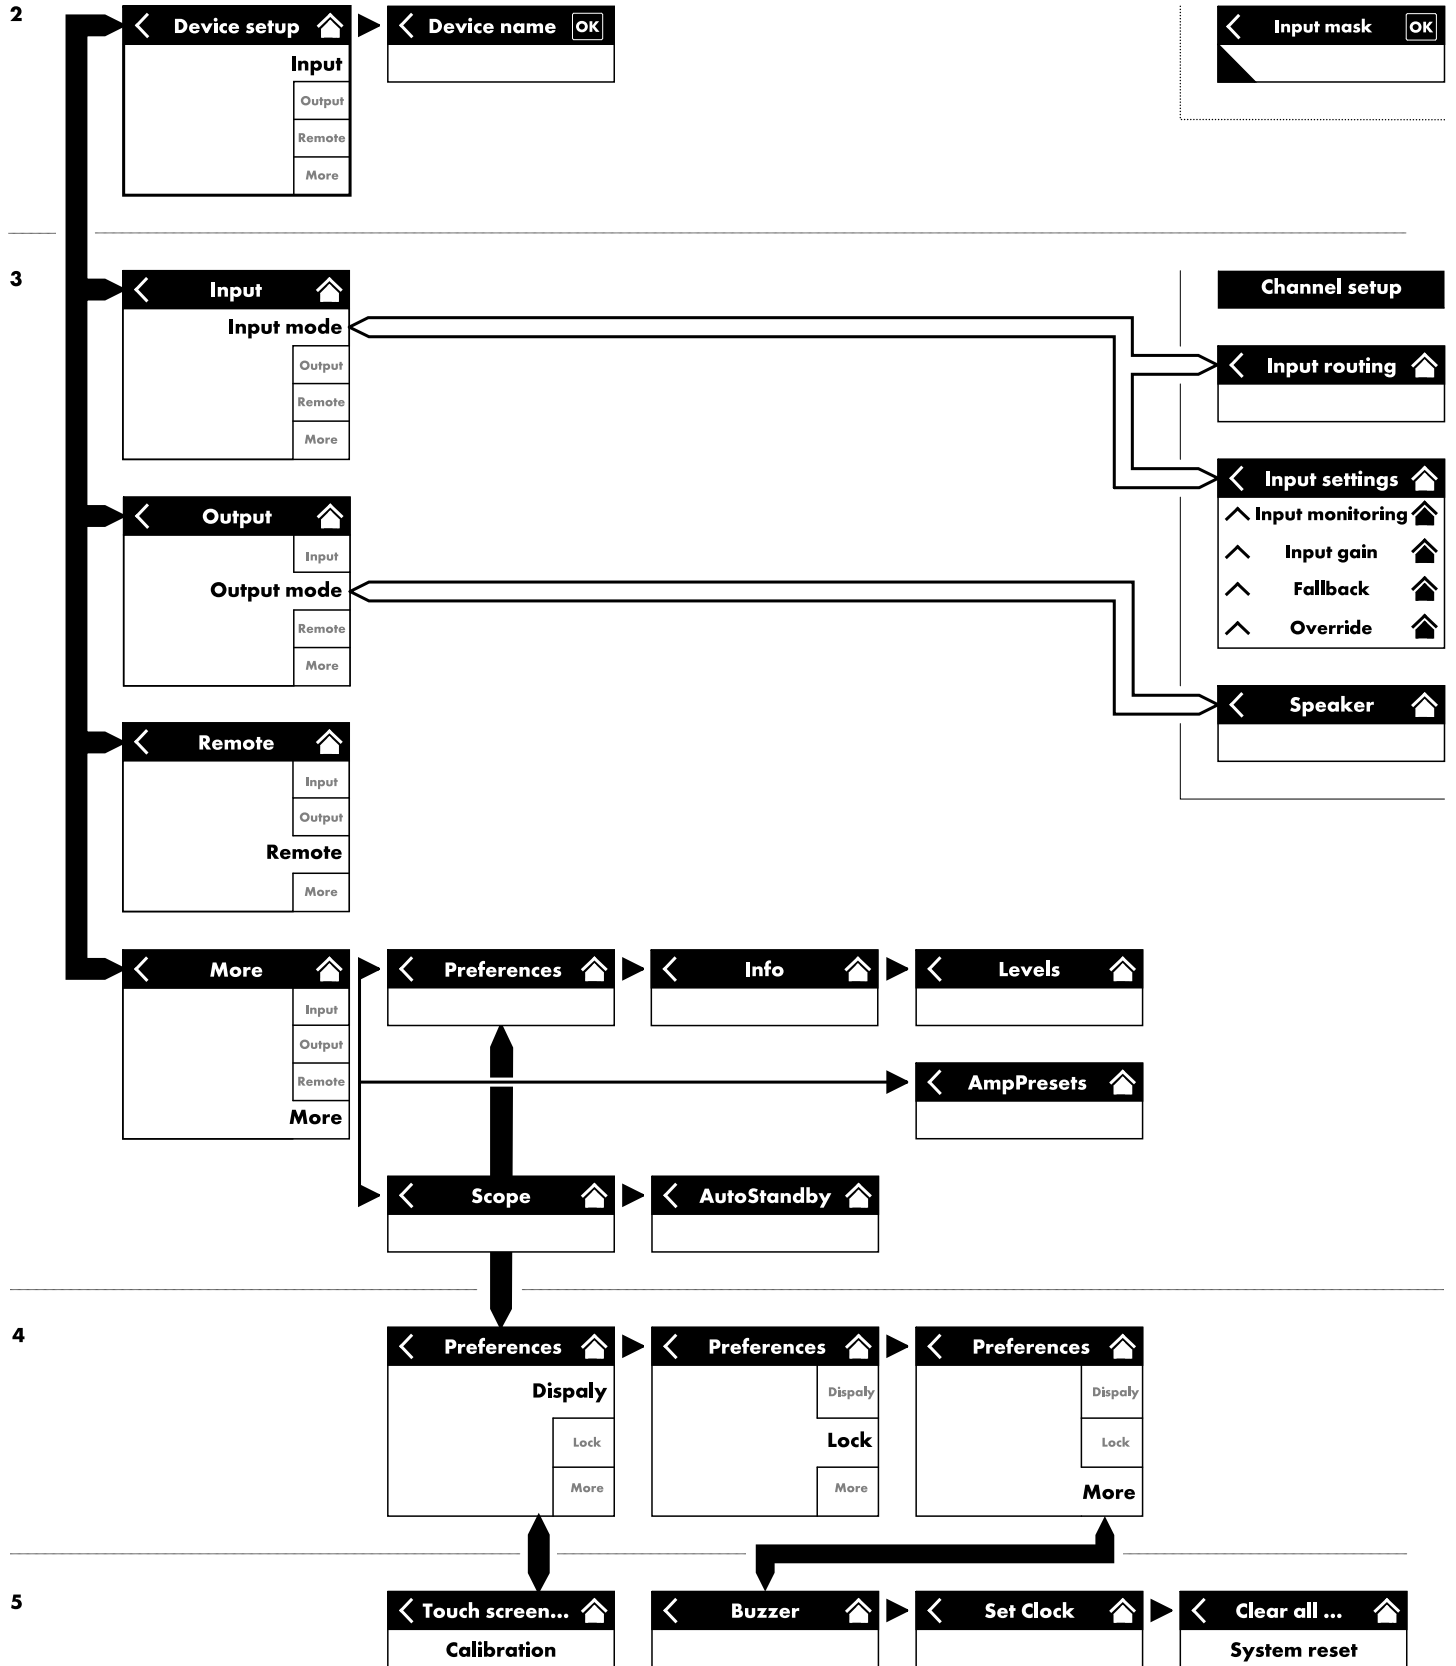 2
Device setup
Device name OK
Input mask OK
Input
Output
Remote
More
3
Input
Channel setup
Input mode
Output
Remote
More
Input routing
Input settings
Input monitoring
Input gain
Fallback
Override
Output
Input
Output mode
Remote
More
Speaker
Remote
Input
Output
Remote
More
More
Preferences
Info
Levels
Input
Output
Remote
More
AmpPresets
Scope
AutoStandby
4
Preferences
Preferences
Preferences
Dispaly
Lock
More
Dispaly
Lock
More
Dispaly
Lock
More
5
Touch screen...
Buzzer
Set Clock
Clear all ...
Calibration
System reset